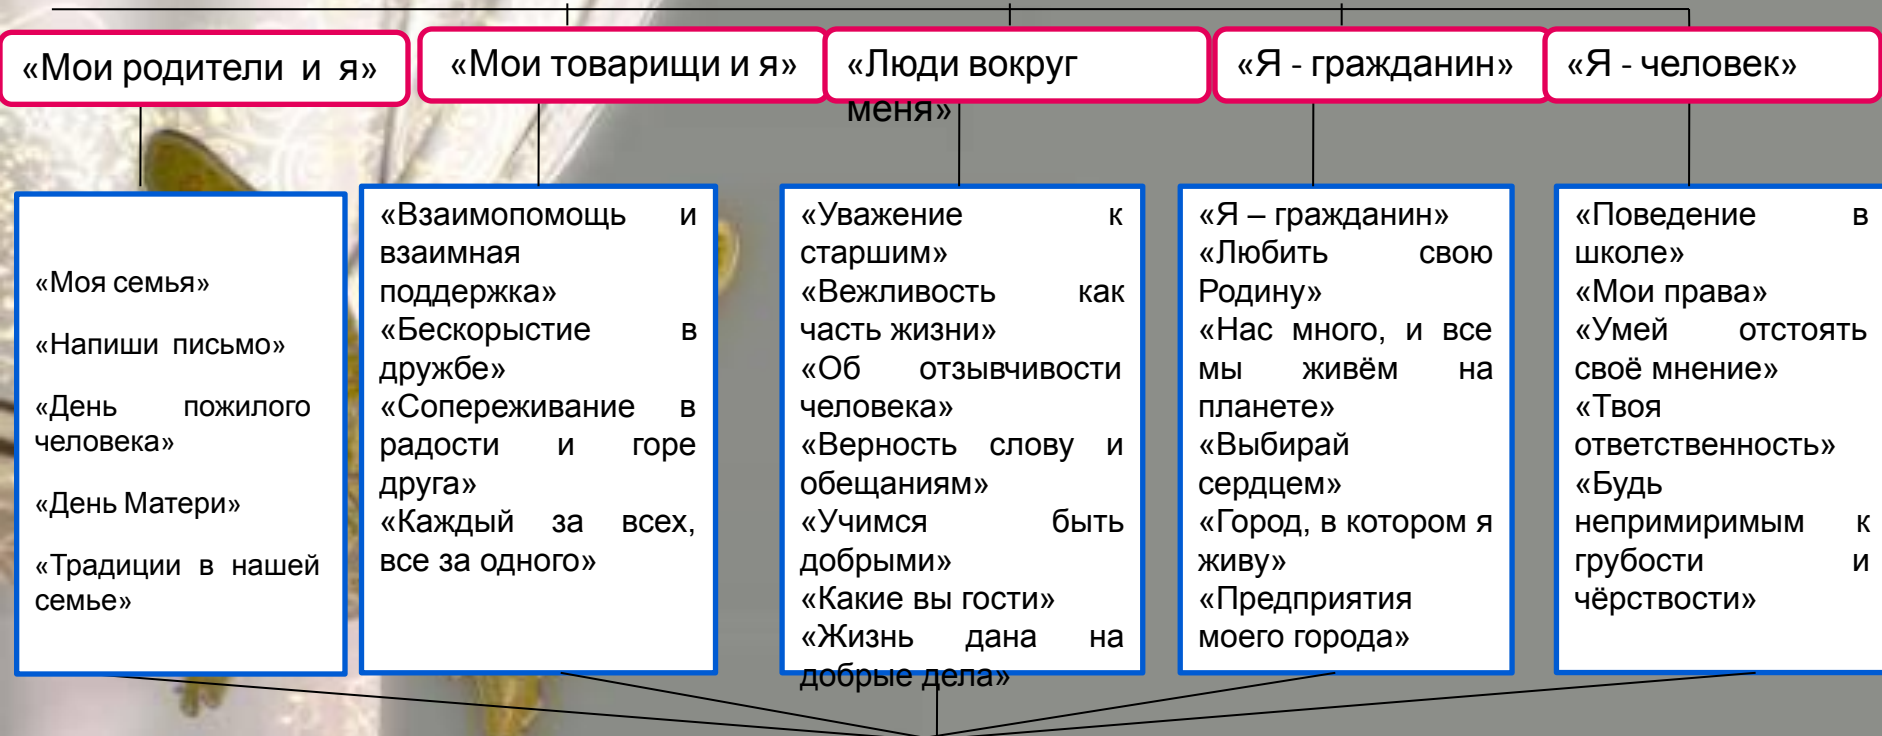 «Мои родители и я»
«Мои товарищи и я»
«Люди вокруг
меня»
«Я - гражданин»
«Я - человек»
«Моя семья»
«Напиши письмо»
«День пожилого
человека»
«День Матери»
«Традиции в нашей
семье»
«Взаимопомощь и
взаимная
поддержка»
«Бескорыстие в
дружбе»
«Сопереживание в
радости и горе
друга»
«Каждый за всех,
все за одного»
«Уважение к
старшим»
«Вежливость как
часть жизни»
«Об отзывчивости
человека»
«Верность слову и
обещаниям»
«Учимся быть
добрыми»
«Какие вы гости»
«Жизнь дана на
добрые дела»
«Я – гражданин»
«Любить свою
Родину»
«Нас много, и все
мы живём на
планете»
«Выбирай
сердцем»
«Город, в котором я
живу»
«Предприятия
моего города»
«Поведение в
школе»
«Мои права»
«Умей отстоять
своё мнение»
«Твоя
ответственность»
«Будь
непримиримым к
грубости и
чёрствости»